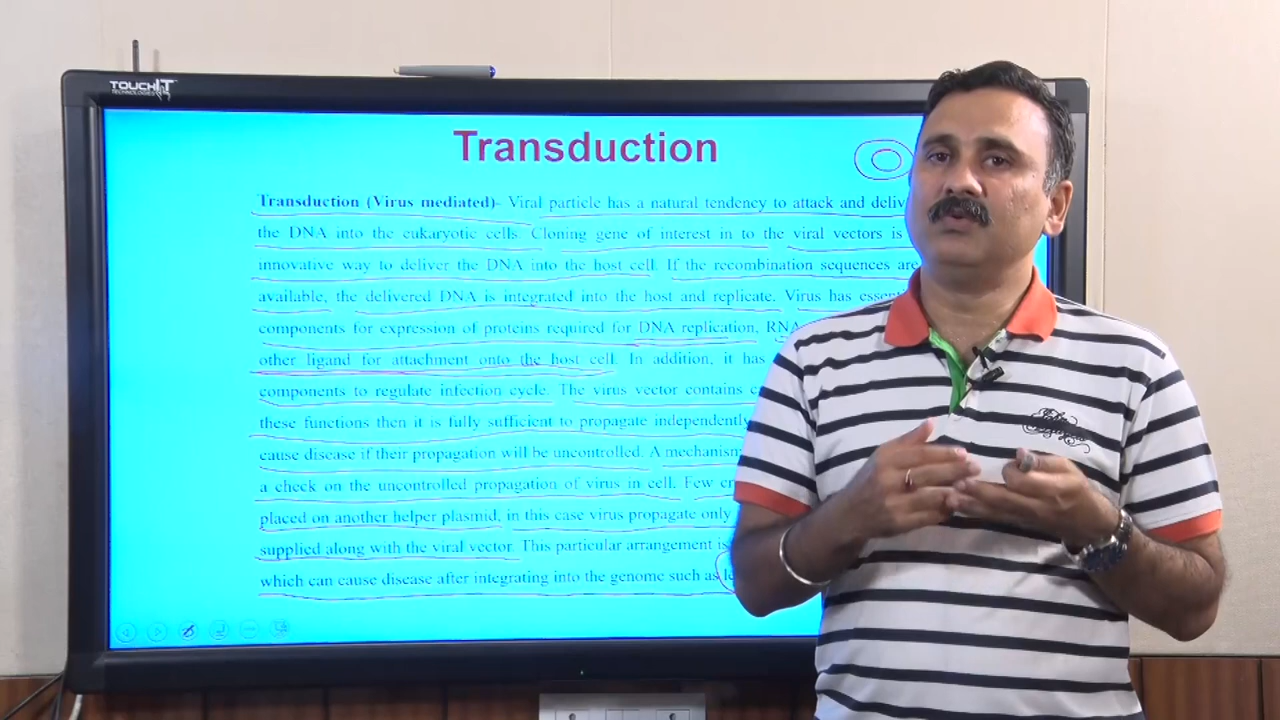 TOUCHIT
TECHNOLOGIES
Transduction
Transduction (Virus mediated)- Viral particle has a natural tendency to attack and
the DNA into the eukaryotic cells. Cloning gene of interest in to the viral vectors is
innovative way to deliver the DNA into the host cell. If the recombination sequences are
available, the delivered DNA is integrated into the host and replicate. Virus has
components for expression of proteins required for DNA replication, RNA
other ligand for attachment onto the host cell. In addition, it has
components to regulate infection cycle. The virus vector contains
these functions then it is fully sufficient to propagate independently
cause disease if their propagation will be uncontrolled. A mechanism
a check on the uncontrolled propagation of virus in cell. Few
placed on another helper plasmid, in this case virus propagate only
supplied along with the viral vector. This particular arrangement is
which can cause disease after integrating into the genome such as